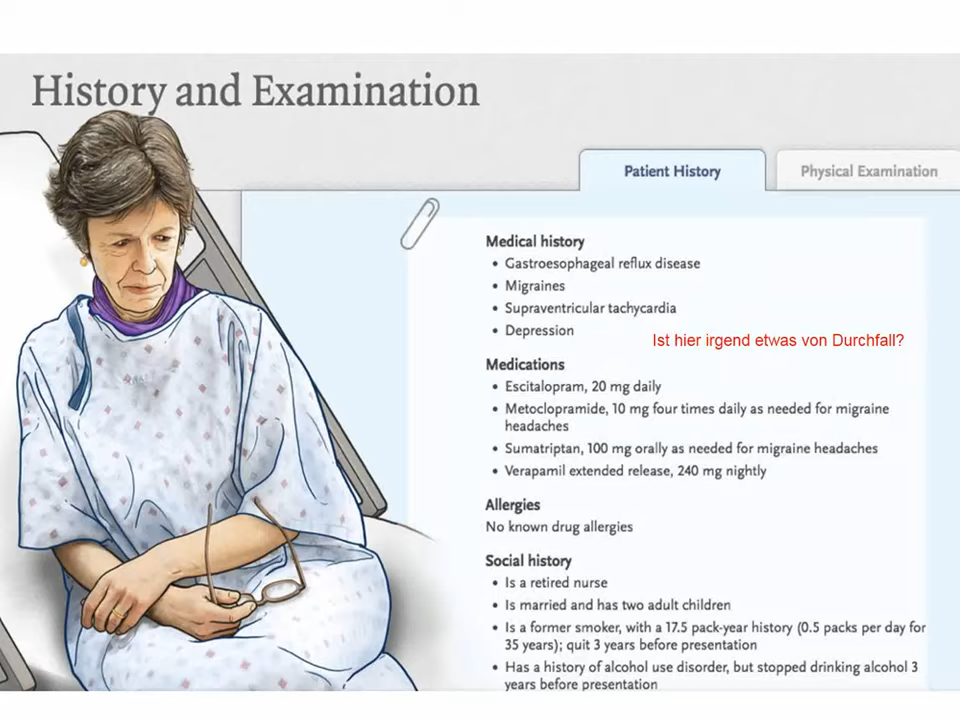 History and Examination
Patient History
Physical Examination
Medical history
• Gastroesophageal reflux disease
• Migraines
• Supraventricular tachycardia
• Depression
Ist hier irgend etwas von Durchfall?
Medications
• Escitalopram, 20 mg daily
• Metoclopramide, 10 mg four times daily as needed for migraine
headaches
• Sumatriptan, 100 mg orally as needed for migraine headaches
• Verapamil extended release, 240 mg nightly
Allergies
No known drug allergies
Social history
• Is a retired nurse
• Is married and has two adult children
• Is a former smoker, with a 17.5 pack-year history (0.5 packs per day for
35 years); quit 3 years before presentation
• Has a history of alcohol use disorder, but stopped drinking alcohol 3
years before presentation